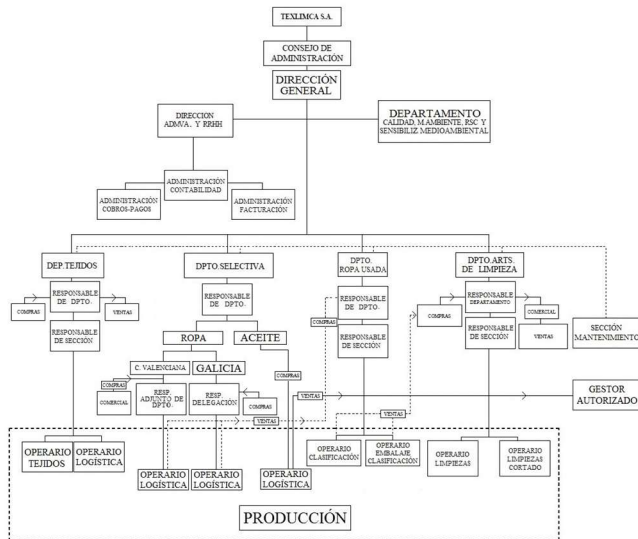 TEXLIMCA S.A.
CONSEJO DE
ADMINISTRACIÓN
DIRECCIÓN
GENERAL
DIRECCION
ADMVA. Y RRHH
DEPARTAMENTO
CALIDAD, M.AMBIENTE, RSC Y
SENSIBILIZ MEDIOAMBIENTAL
ADMINISTRACIÓN
CONTABILIDAD
ADMINISTRACIÓN
COBROS-PAGOS
ADMINISTRACIÓN
FACTURACIÓN
DEP.TEJIDOS
DPTO.SELECTIVA
DPTO.
ROPA USADA
DPTO.ARTS.
DE LIMPIEZA
RESPONSABLE
DE DPTO.
COMPRAS
VENTAS
RESPONSABLE
DE SECCIÓN
RESPONSABLE
DE DPTO.
ROPA
ACEITE
C. VALENCIANA
GALICIA
COMPRAS
COMERCIAL
RESP.
ADJUNTO DE
DPTO.
RESP.
DELEGACIÓN
COMPRAS
COMPRAS
VENTAS
VENTAS
RESPONSABLE
DE DPTO.
COMPRAS
RESPONSABLE
DE SECCIÓN
VENTAS
RESPONSABLE
DEPARTAMENTO
COMPRAS
COMERCIAL
RESPONSABLE
DE SECCIÓN
VENTAS
SECCIÓN
MANTENIMIENTO
GESTOR
AUTORIZADO
OPERARIO
TEJIDOS
OPERARIO
LOGÍSTICA
OPERARIO
LOGÍSTICA
OPERARIO
LOGÍSTICA
OPERARIO
LOGÍSTICA
OPERARIO
CLASIFICACIÓN
OPERARIO
EMBALAJE
CLASIFICACIÓN
OPERARIO
LIMPIEZAS
OPERARIO
LIMPIEZAS
CORTADO
PRODUCCIÓN